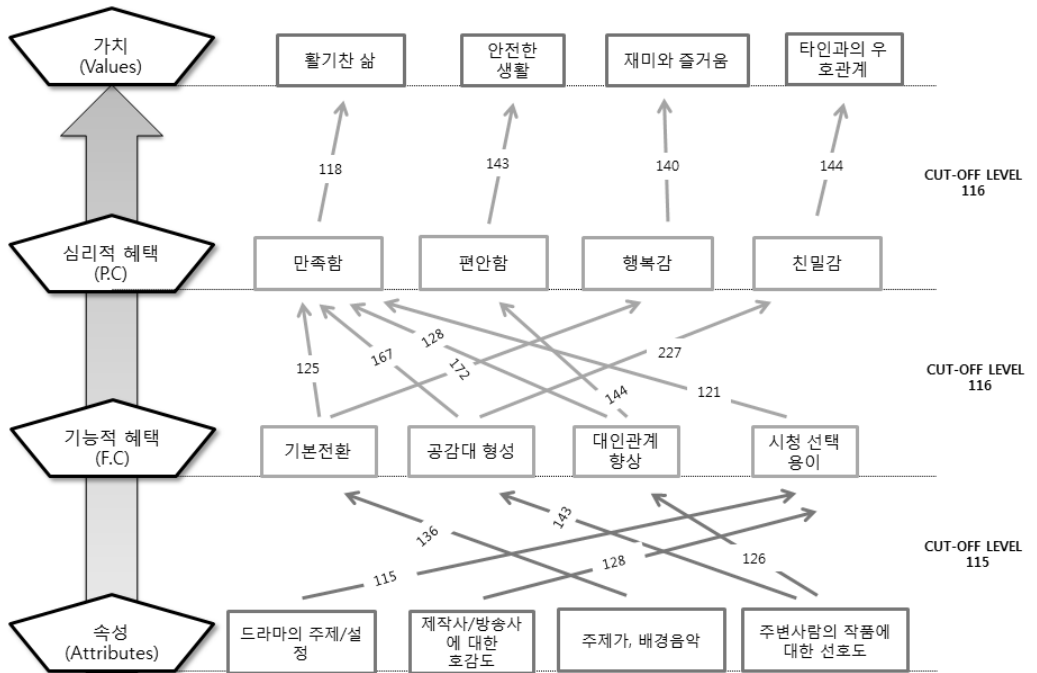 가치
(Values)
활기찬 삶
안전한
생활
재미와 즐거움
타인과의 우
호관계
118
143
140
144
CUT-OFF LEVEL
116
심리적 혜택
(P.C)
만족함
편안함
행복감
친밀감
125
167
128
172
144
227
121
CUT-OFF LEVEL
116
기능적 혜택
(F.C)
기본전환
공감대 형성
대인관계
향상
시청 선택
용이
136
115
143
128
126
CUT-OFF LEVEL
115
속성
(Attributes)
드라마의 주제/설
정
제작사/방송사
에 대한
호감도
주제가, 배경음악
주변사람의 작품에
대한 선호도